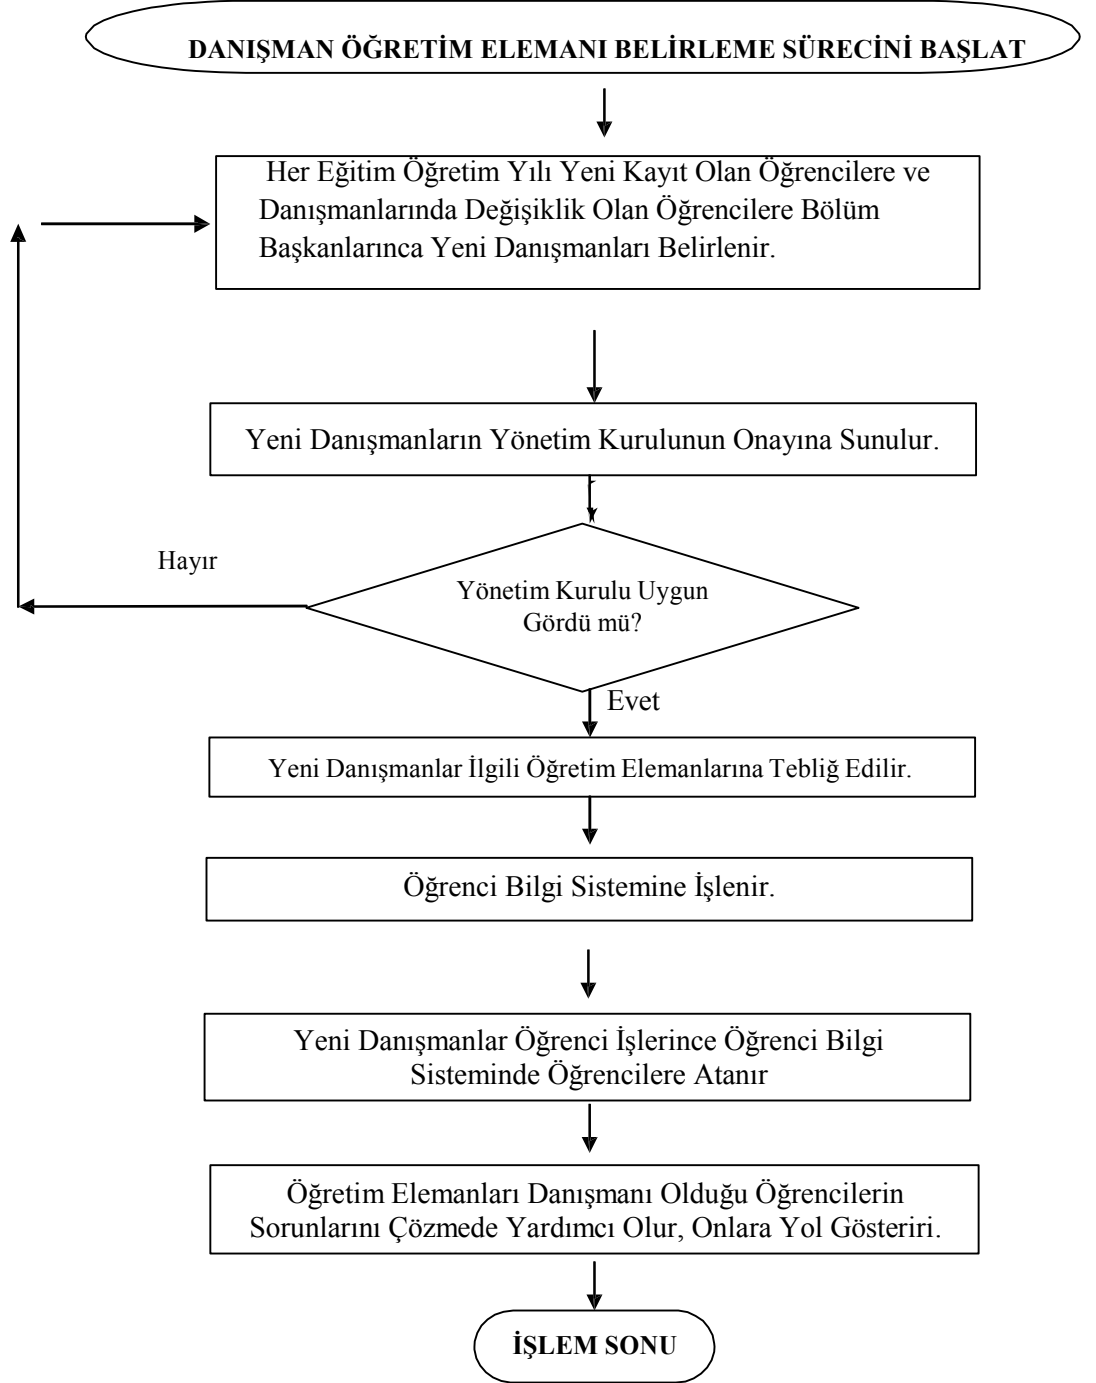 DANIŞMAN ÖĞRETİM ELEMANI BELİRLEME SÜRECİNİ BAŞLAT
Her Eğitim Öğretim Yılı Yeni Kayıt Olan Öğrencilere ve
Danışmanlarında Değişiklik Olan Öğrencilere Bölüm
Başkanlarınca Yeni Danışmanları Belirlenir.
Yeni Danışmanların Yönetim Kurulunun Onayına Sunulur.
Hayır
Yönetim Kurulu Uygun
Gördü mü?
Evet
Yeni Danışmanlar İlgili Öğretim Elemanlarına Tebliğ Edilir.
Öğrenci Bilgi Sistemine İşlenir.
Yeni Danışmanlar Öğrenci İşlerince Öğrenci Bilgi
Sisteminde Öğrencilere Atanır
Öğretim Elemanları Danışmanı Olduğu Öğrencilerin
Sorunlarını Çözmede Yardımcı Olur, Onlara Yol Gösteriri.
İŞLEM SONU